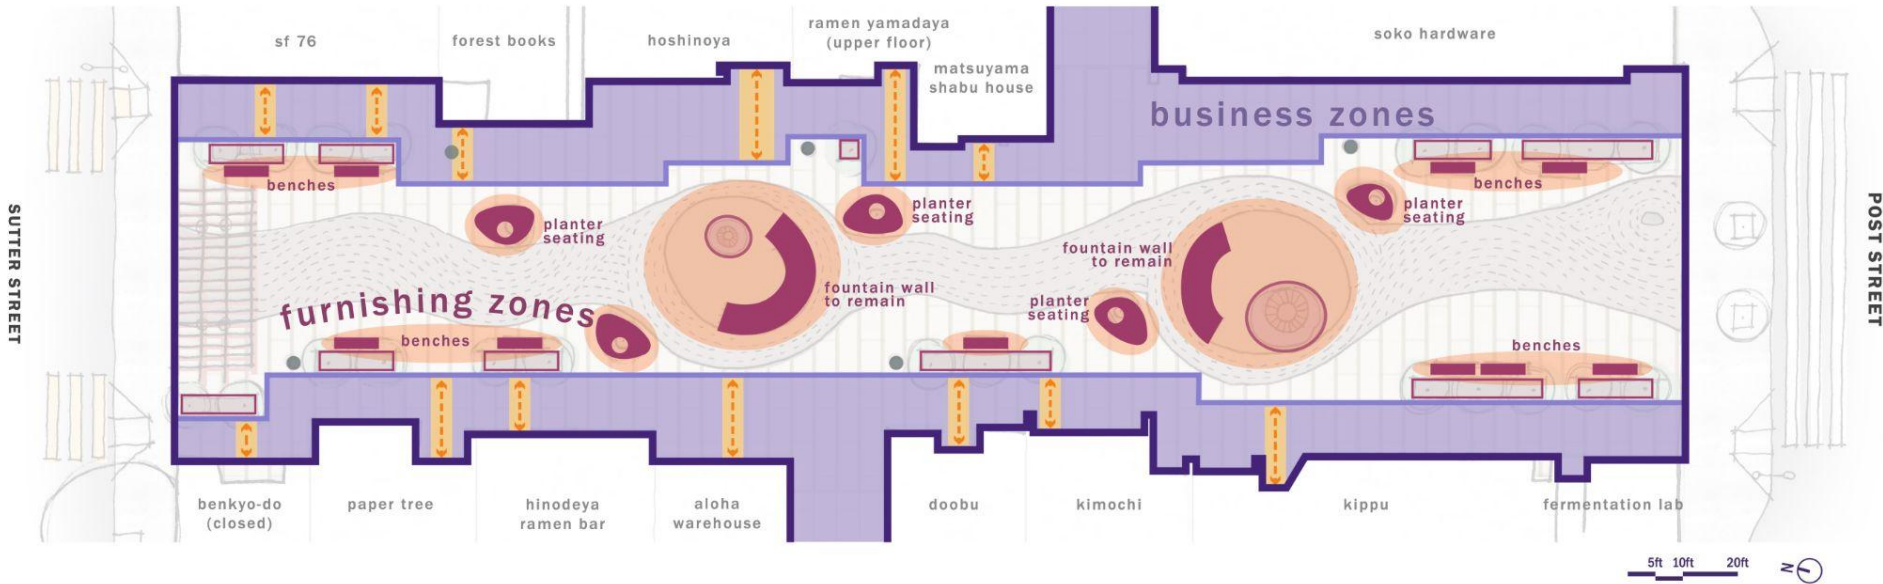 sf 76
forest books
hoshinoya
ramen yamadaya
(upper floor)
matsuyama
shabu house
soko hardware
business zones
benches
planter
seating
planter
seating
fountain wall
to remain
fountain wall
to remain
planter
seating
benches
planter
seating
SUTTER STREET
POST STREET
furnishing zones
benches
benches
benkyo-do
(closed)
paper tree
hinodeya
ramen bar
aloha
warehouse
doobu
kimochi
kippu
fermentation lab
5ft 10ft 20ft
N